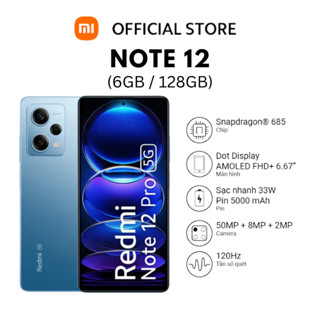 mi OFFICIAL STORE
NOTE 12
(6GB / 128GB)
Redmi
Note 12 Pro 5G
Redmi
Snapdragon® 685
Chip
Dot Display
AMOLED FHD+ 6.67"
Màn hình
Sạc nhanh 33W
Pin 5000 mAh
Pin
50MP + 8MP + 2MP
Camera
120Hz
Tần số quét